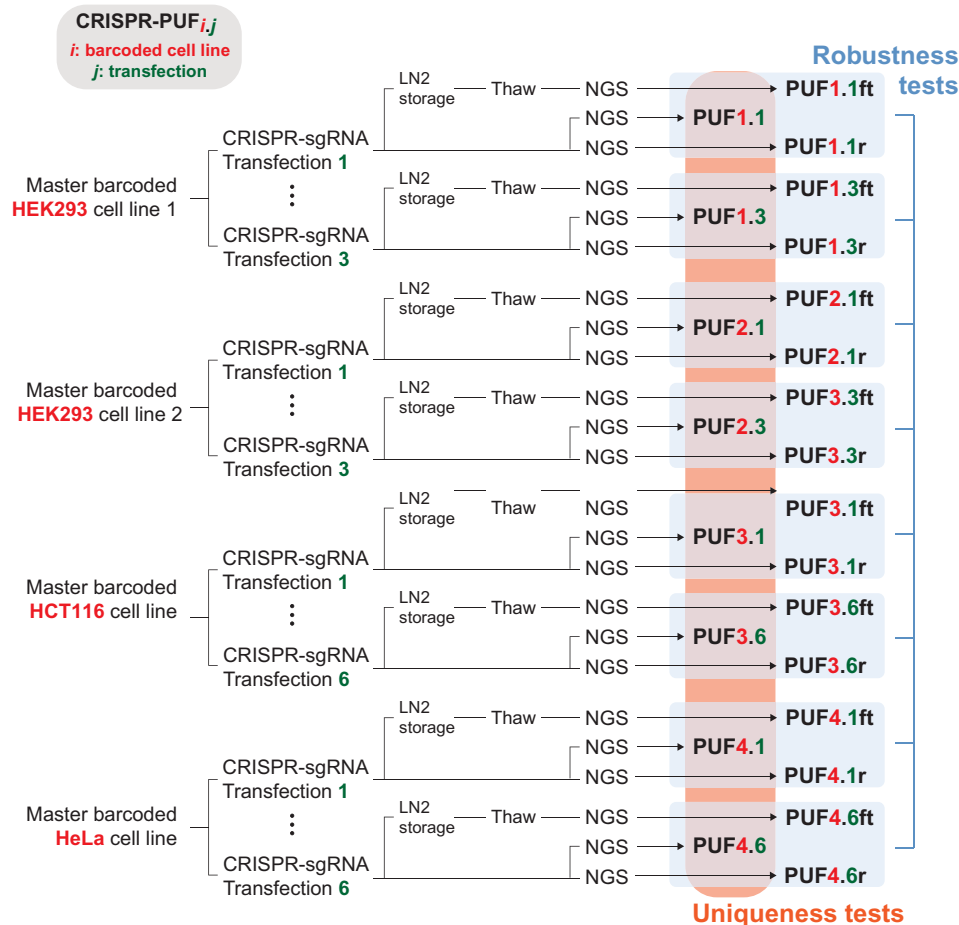 CRISPR-PUFi.j
i: barcoded cell line
j: transfection
Robustness
tests
LN2
storage
Thaw
NGS
PUF1.1ft
NGS
PUF1.1
CRISPR-sgRNA
Transfection 1
NGS
PUF1.1r
Master barcoded
HEK293 cell line 1
LN2
storage
Thaw
NGS
PUF1.3ft
NGS
PUF1.3
CRISPR-sgRNA
Transfection 3
NGS
PUF1.3r
LN2
storage
Thaw
NGS
PUF2.1ft
NGS
PUF2.1
CRISPR-sgRNA
Transfection 1
NGS
PUF2.1r
Master barcoded
HEK293 cell line 2
LN2
storage
Thaw
NGS
PUF3.3ft
NGS
PUF2.3
CRISPR-sgRNA
Transfection 3
NGS
PUF3.3r
LN2
storage
Thaw
NGS
PUF3.1ft
NGS
PUF3.1
CRISPR-sgRNA
Transfection 1
NGS
PUF3.1r
Master barcoded
HCT116 cell line
LN2
storage
Thaw
NGS
PUF3.6ft
NGS
PUF3.6
CRISPR-sgRNA
Transfection 6
NGS
PUF3.6r
LN2
storage
Thaw
NGS
PUF4.1ft
NGS
PUF4.1
CRISPR-sgRNA
Transfection 1
NGS
PUF4.1r
Master barcoded
HeLa cell line
LN2
storage
Thaw
NGS
PUF4.6ft
NGS
PUF4.6
CRISPR-sgRNA
Transfection 6
NGS
PUF4.6r
Uniqueness tests